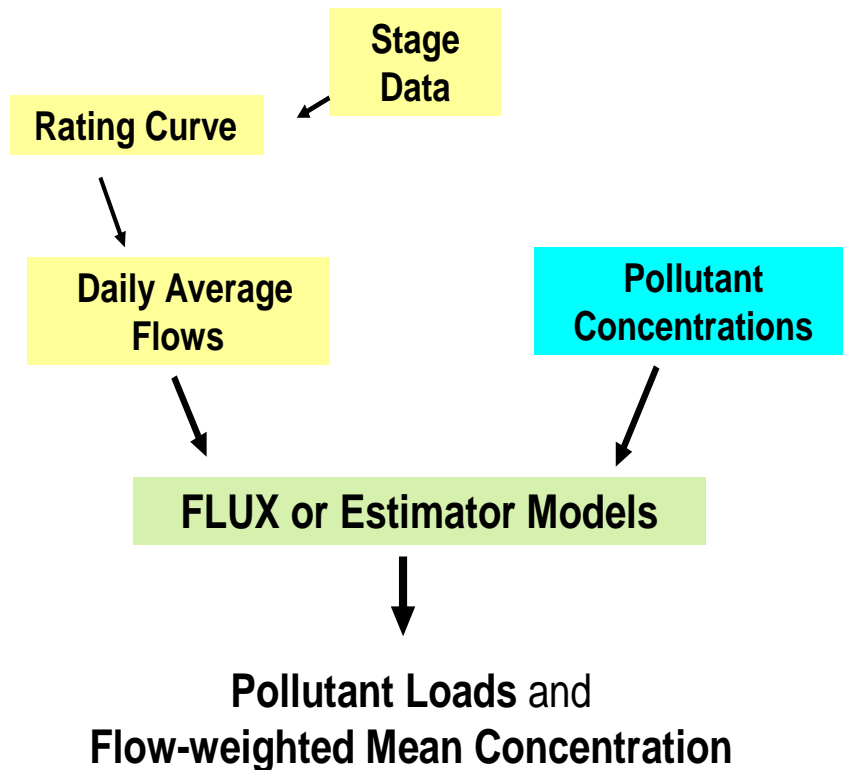 Stage
Data
Rating Curve
Daily Average
Flows
Pollutant
Concentrations
FLUX or Estimator Models
Pollutant Loads and
Flow-weighted Mean Concentration